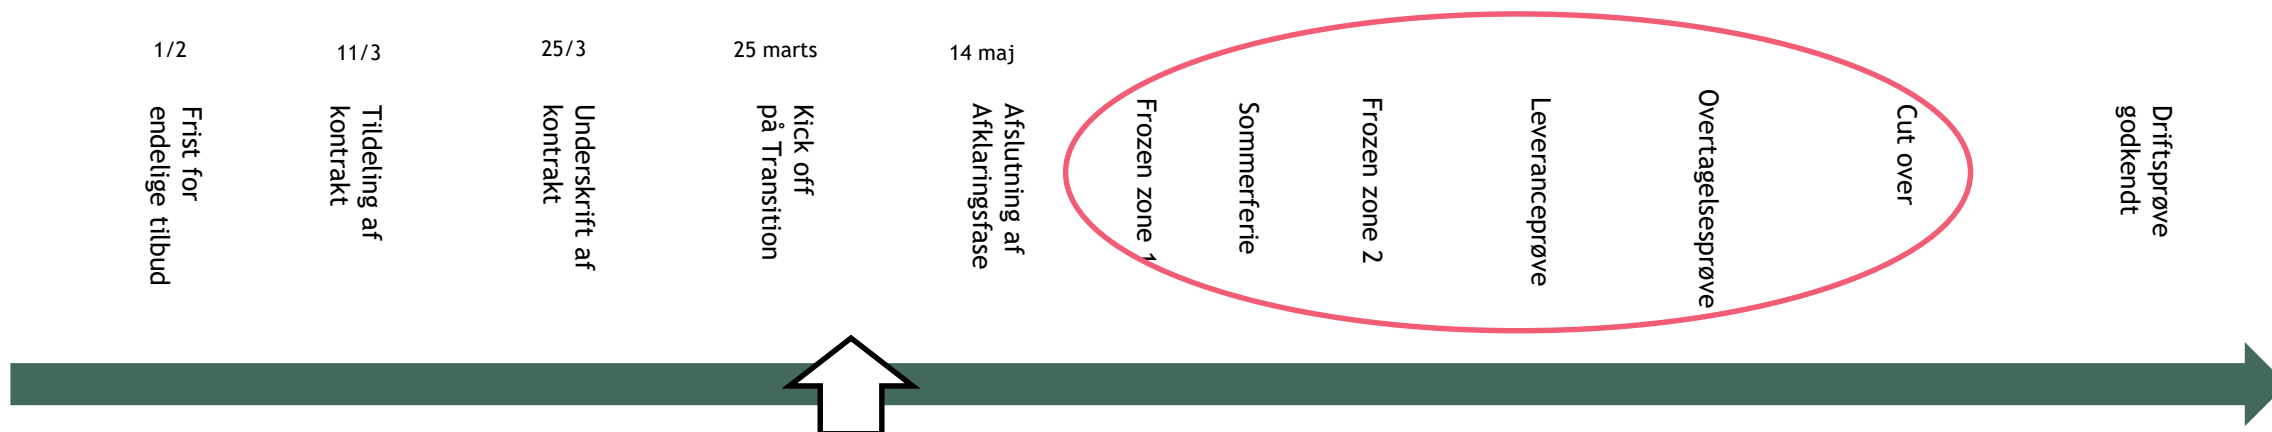 1/2
Frist for
endelige tilbud
11/3
Tildeling af
kontrakt
25/3
Underskrift af
kontrakt
25 marts
Kick off
på Transition
14 maj
Afslutning af
Afklaringsfase
Frozen zone 1
Sommerferie
Frozen zone 2
Leveranceprøve
Overtagelsesprøve
Cut over
Driftsprøve
godkendt